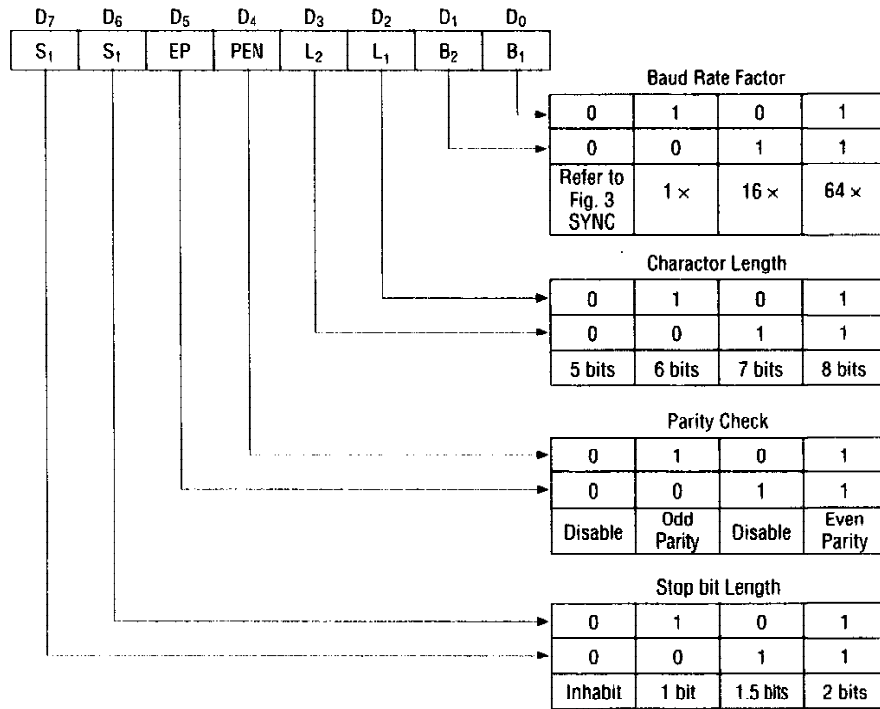 D₇ D₆ D₅ D₄ D₃ D₂ D₁ D₀
S₁ S₁ EP PEN L₂ L₁ B₂ B₁
Baud Rate Factor
0 1 0 1
0 0 1 1
Refer to Fig. 3 SYNC 1 × 16 × 64 ×
Charactor Length
0 1 0 1
0 0 1 1
5 bits 6 bits 7 bits 8 bits
Parity Check
0 1 0 1
0 0 1 1
Disable Odd Parity Disable Even Parity
Stop bit Length
0 1 0 1
0 0 1 1
Inhabit 1 bit 1.5 bits 2 bits